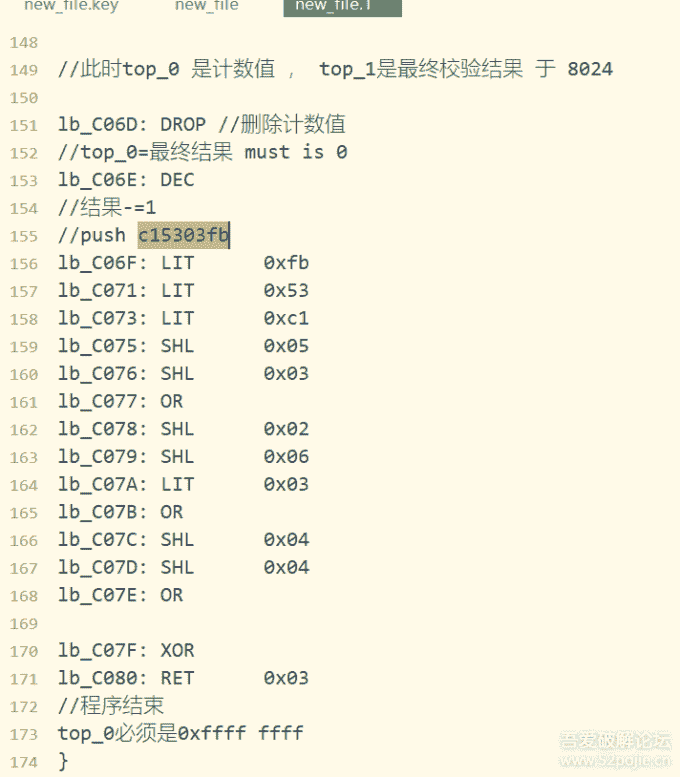 new_file.key new_file new_file.1
148
149 //此时top_0 是计数值 ， top_1是最终校验结果 于 8024
150
151 lb_C06D: DROP //删除计数值
152 //top_0=最终结果 must is 0
153 lb_C06E: DEC
154 //结果-=1
155 //push c15303fb
156 lb_C06F: LIT 0xfb
157 lb_C071: LIT 0x53
158 lb_C073: LIT 0xc1
159 lb_C075: SHL 0x05
160 lb_C076: SHL 0x03
161 lb_C077: OR
162 lb_C078: SHL 0x02
163 lb_C079: SHL 0x06
164 lb_C07A: LIT 0x03
165 lb_C07B: OR
166 lb_C07C: SHL 0x04
167 lb_C07D: SHL 0x04
168 lb_C07E: OR
169
170 lb_C07F: XOR
171 lb_C080: RET 0x03
172 //程序结束
173 top_0必须是0xffff ffff
174 }
吾爱破解论坛
www.52pojie.cn